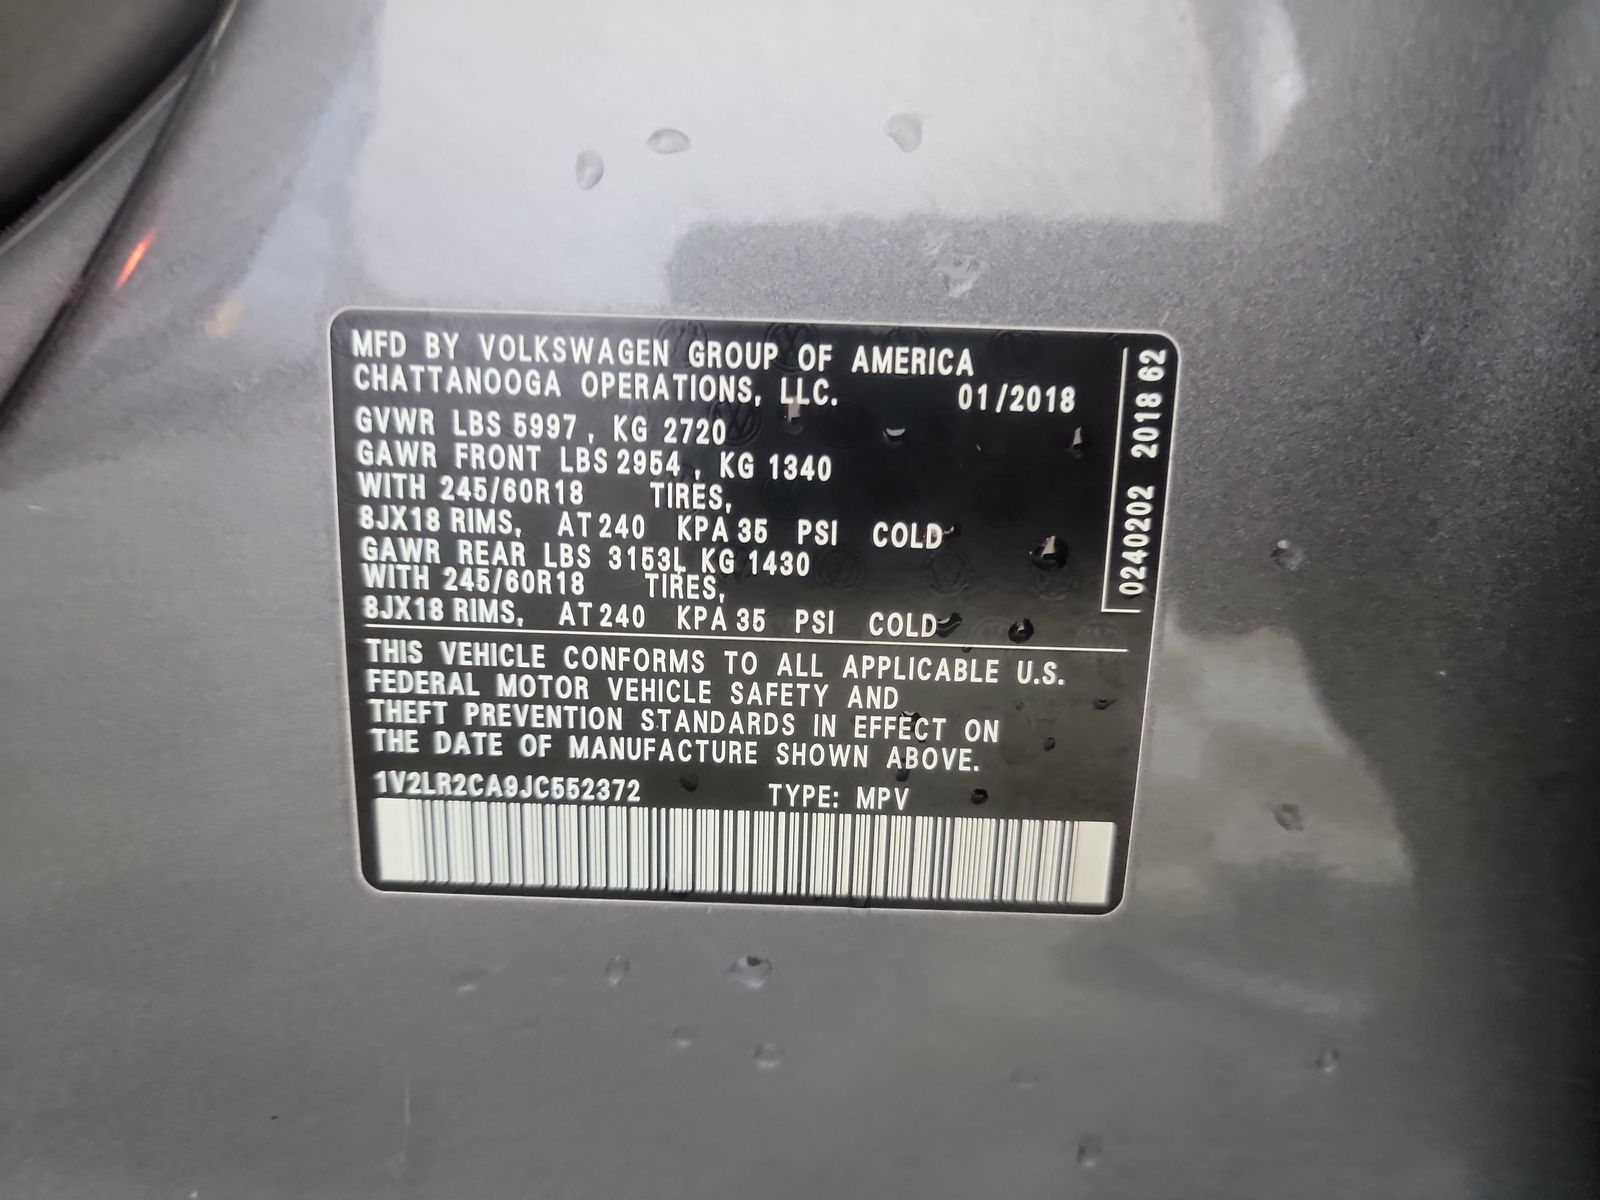 MFD BY VOLKSWAGEN GROUP OF AMERICA
CHATTANOOGA OPERATIONS, LLC. 01/2018
GVWR LBS 5997, KG 2720
GAWR FRONT LBS 2954, KG 1340
WITH 245/60R18 TIRES,
8JX18 RIMS, AT 240 KPA 35 PSI COLD
GAWR REAR LBS 3153L KG 1430
WITH 245/60R18 TIRES,
8JX18 RIMS, AT 240 KPA 35 PSI COLD
THIS VEHICLE CONFORMS TO ALL APPLICABLE U.S.
FEDERAL MOTOR VEHICLE SAFETY AND
THEFT PREVENTION STANDARDS IN EFFECT ON
THE DATE OF MANUFACTURE SHOWN ABOVE.
1V2LR2CA9JC552372 TYPE: MPV
0240202 2018 62